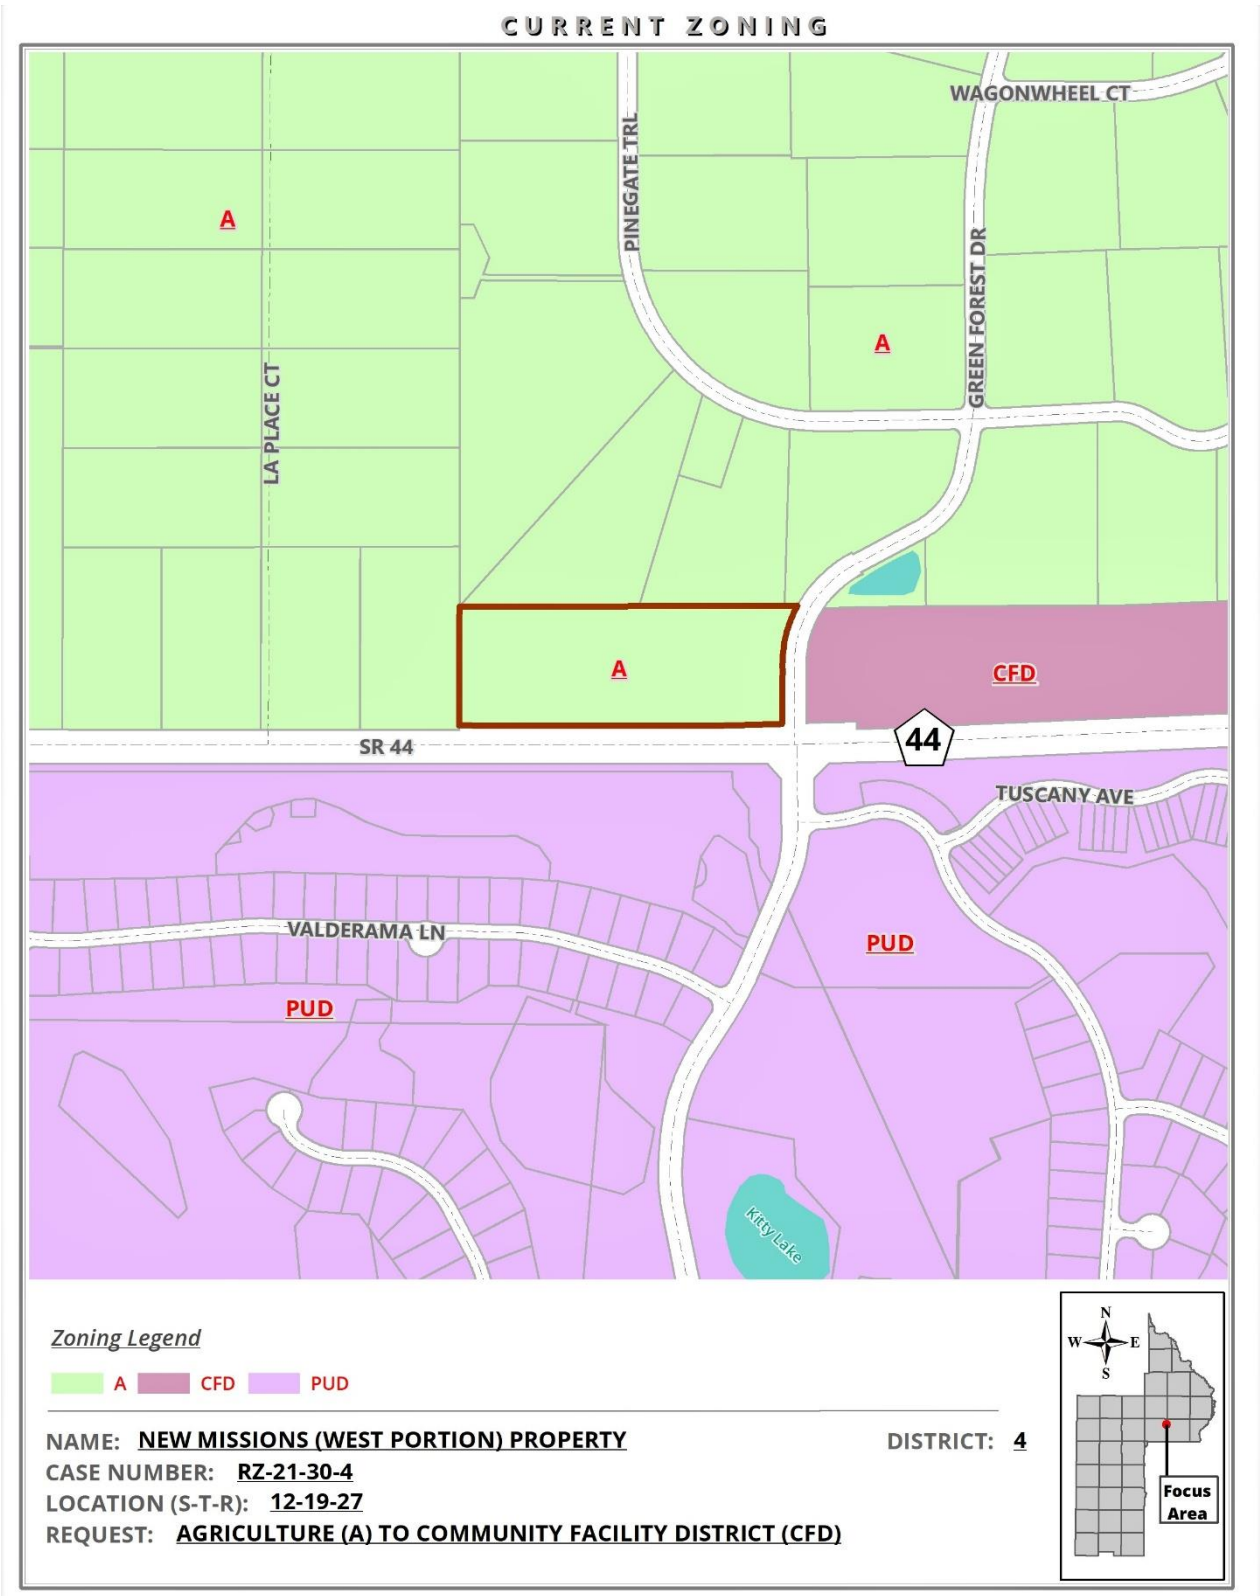 CURRENT ZONING
WAGONWHEEL CT
PINEGATE TRL
A
GREEN FOREST DR
A
LA PLACE CT
A
CFD
SR 44
44
TUSCANY AVE
VALDERAMA LN
PUD
PUD
Kitty Lake
Zoning Legend
A CFD PUD
N
W E
S
NAME: NEW MISSIONS (WEST PORTION) PROPERTY DISTRICT: 4
CASE NUMBER: RZ-21-30-4
LOCATION (S-T-R): 12-19-27
REQUEST: AGRICULTURE (A) TO COMMUNITY FACILITY DISTRICT (CFD)
Focus
Area